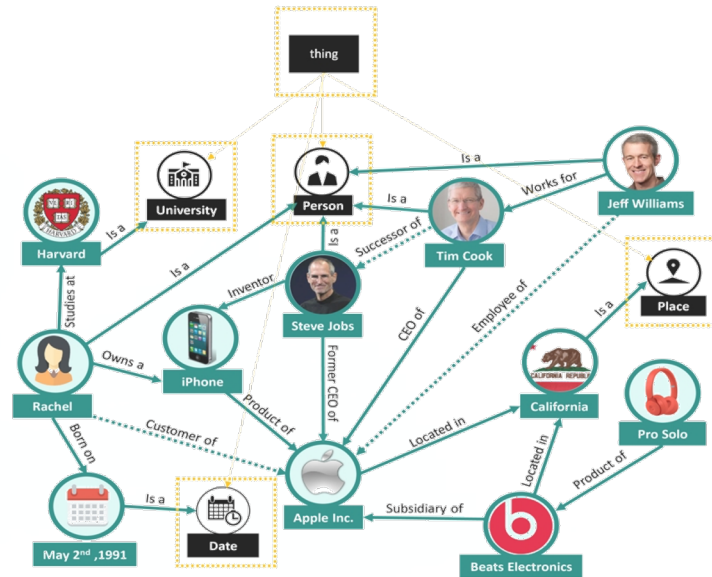 thing
Is a
Works for
University
Person
Jeff Williams
Is a
Harvard
Is a
Is a
Is a
Successor of
Tim Cook
Place
Studies at
Inventor
Steve Jobs
Employee of
Is a
CEO of
CALIFORNIA REPUBLIC
Owns a
iPhone
Former CEO of
Rachel
California
Pro Solo
Product of
Customer of
Located in
Born on
Located in
Product of
Is a
Apple Inc.
Subsidiary of
Date
May 2nd ,1991
Beats Electronics